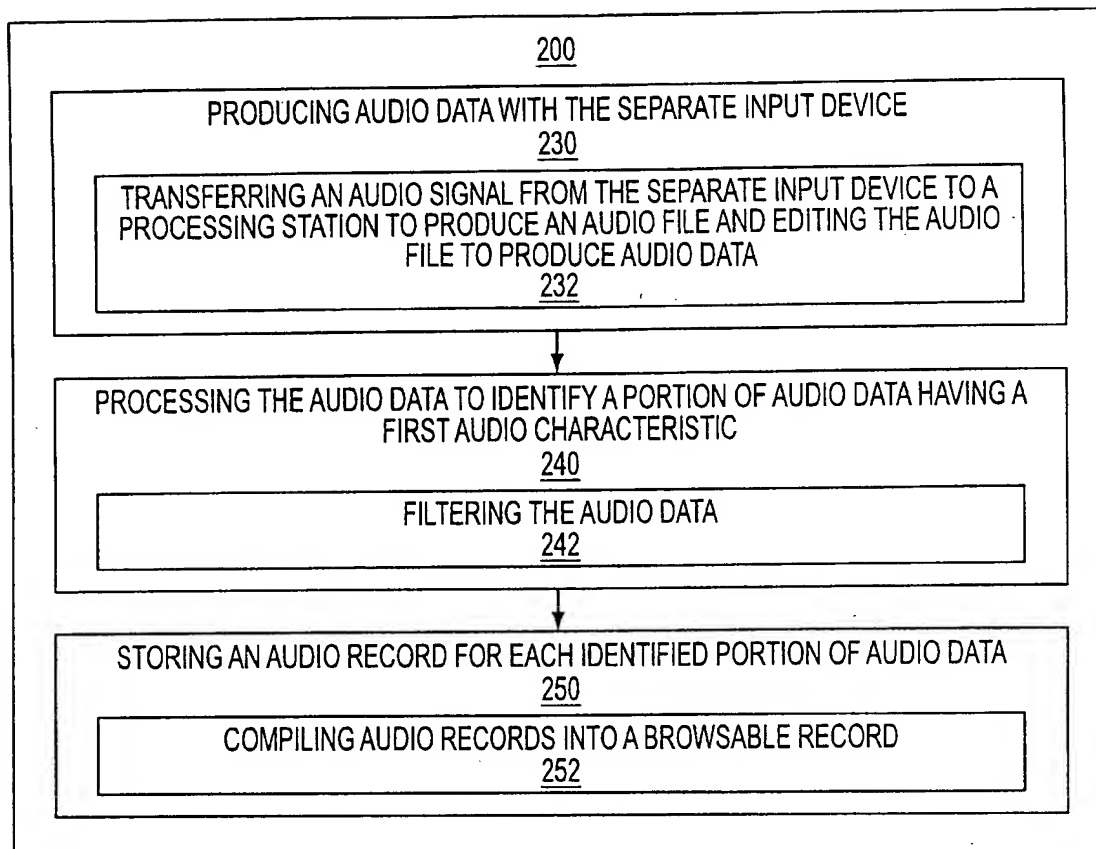 200
PRODUCING AUDIO DATA WITH THE SEPARATE INPUT DEVICE
230
TRANSFERRING AN AUDIO SIGNAL FROM THE SEPARATE INPUT DEVICE TO A
PROCESSING STATION TO PRODUCE AN AUDIO FILE AND EDITING THE AUDIO
FILE TO PRODUCE AUDIO DATA
232
PROCESSING THE AUDIO DATA TO IDENTIFY A PORTION OF AUDIO DATA HAVING A
FIRST AUDIO CHARACTERISTIC
240
FILTERING THE AUDIO DATA
242
STORING AN AUDIO RECORD FOR EACH IDENTIFIED PORTION OF AUDIO DATA
250
COMPILING AUDIO RECORDS INTO A BROWSABLE RECORD
252